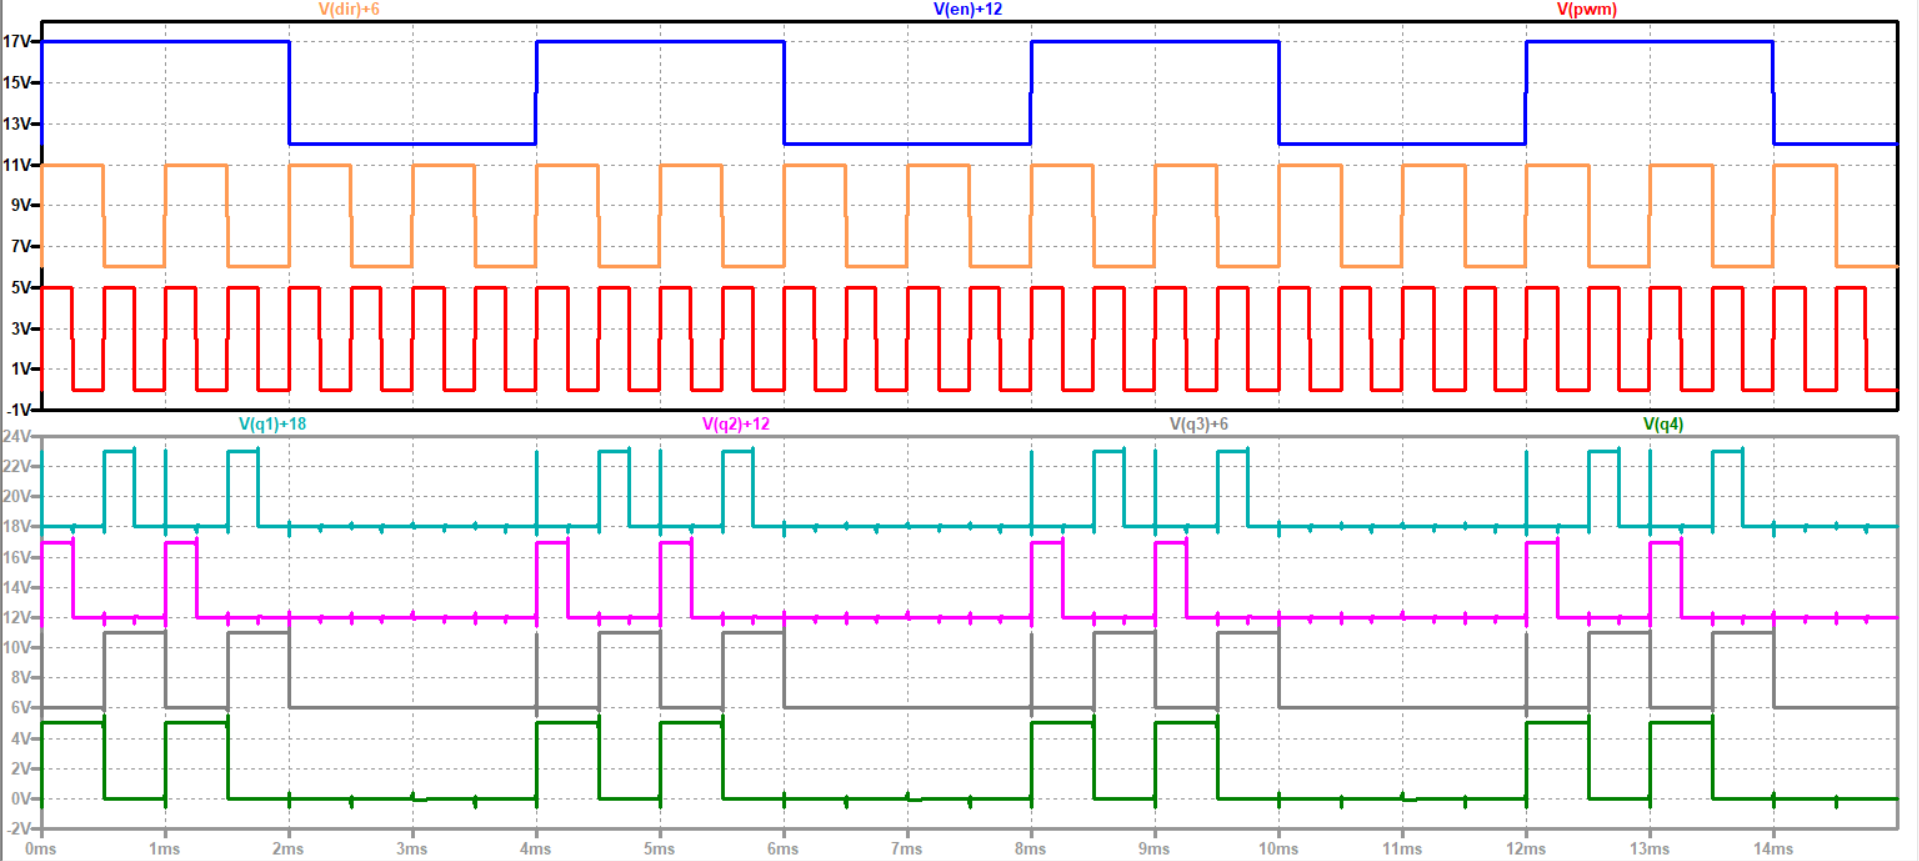 V(dir)+6 V(en)+12 V(pwm)
17V
15V
13V
11V
9V
7V
5V
3V
1V
-1V
V(q1)+18 V(q2)+12 V(q3)+6 V(q4)
24V
22V
20V
18V
16V
14V
12V
10V
8V
6V
4V
2V
0V
-2V
0ms 1ms 2ms 3ms 4ms 5ms 6ms 7ms 8ms 9ms 10ms 11ms 12ms 13ms 14ms